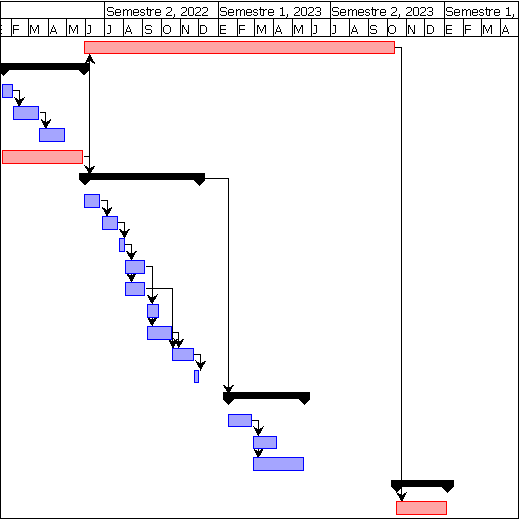 Semestre 2, 2022 Semestre 1, 2023 Semestre 2, 2023 Semestre 1,
E F M A M J J A S O N D E F M A M J J A S O N D E F M A